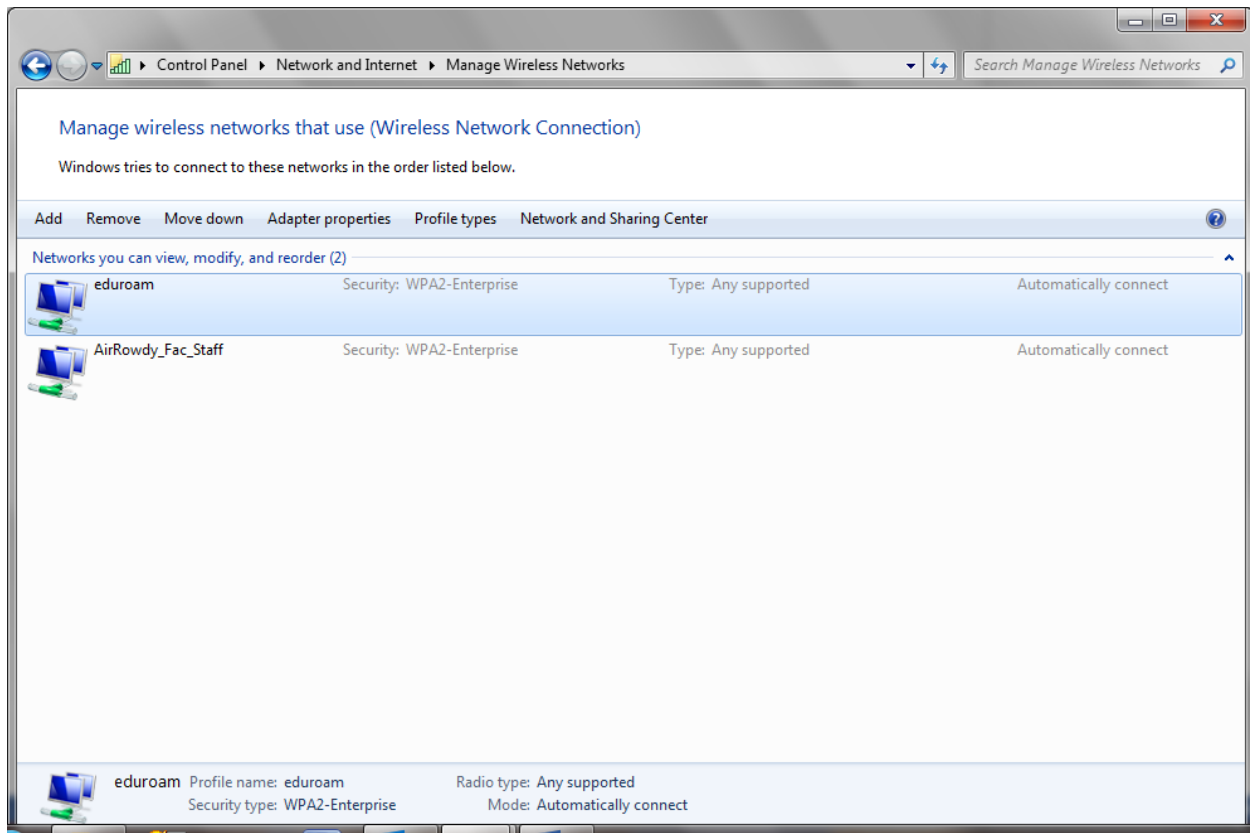 Control Panel Network and Internet Manage Wireless Networks Search Manage Wireless Networks
Manage wireless networks that use (Wireless Network Connection)
Windows tries to connect to these networks in the order listed below.
Add Remove Move down Adapter properties Profile types Network and Sharing Center
Networks you can view, modify, and reorder (2)
eduroam Security: WPA2-Enterprise Type: Any supported Automatically connect
AirRowdy_Fac_Staff Security: WPA2-Enterprise Type: Any supported Automatically connect
eduroam Profile name: eduroam Radio type: Any supported
Security type: WPA2-Enterprise Mode: Automatically connect